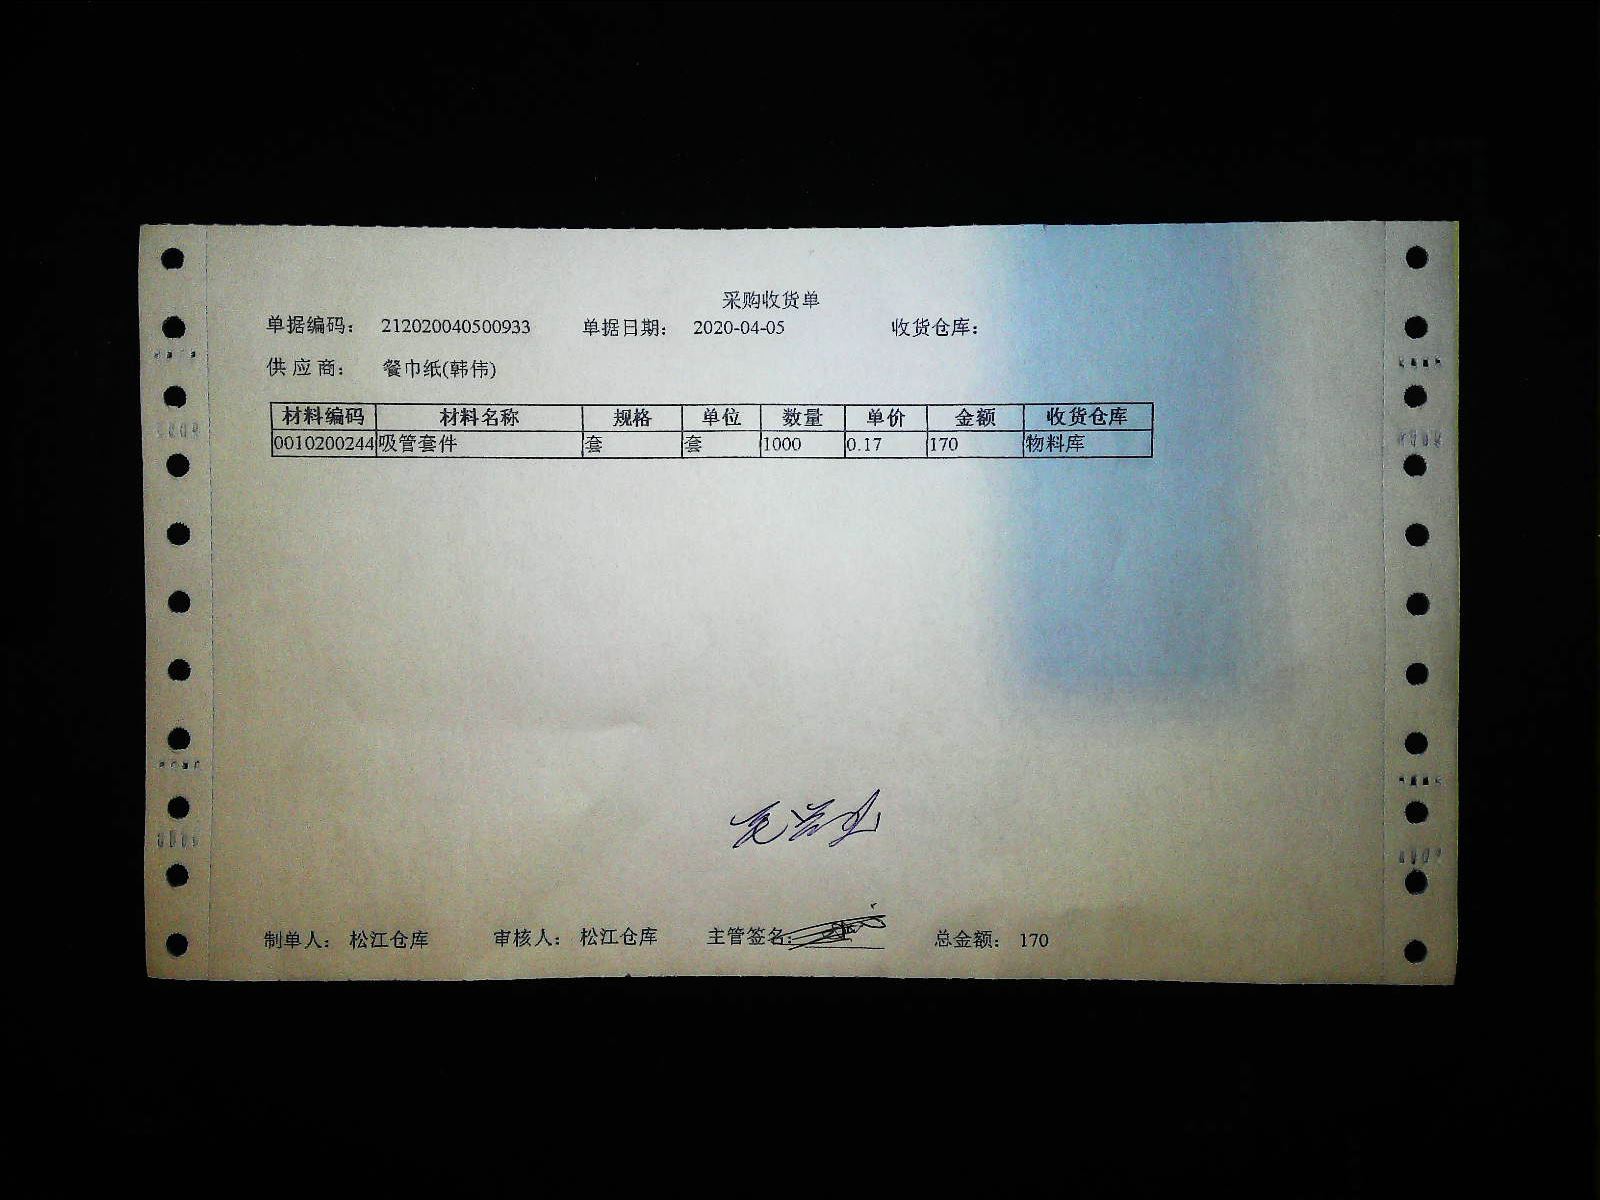 采购收货单
单据编码： 212020040500933 单据日期： 2020-04-05 收货仓库：
供应商： 餐巾纸(韩伟)
材料编码 材料名称 规格 单位 数量 单价 金额 收货仓库
0010200244 吸管套件 套 套 1000 0.17 170 物料库
制单人： 松江仓库 审核人： 松江仓库 主管签名： 总金额： 170